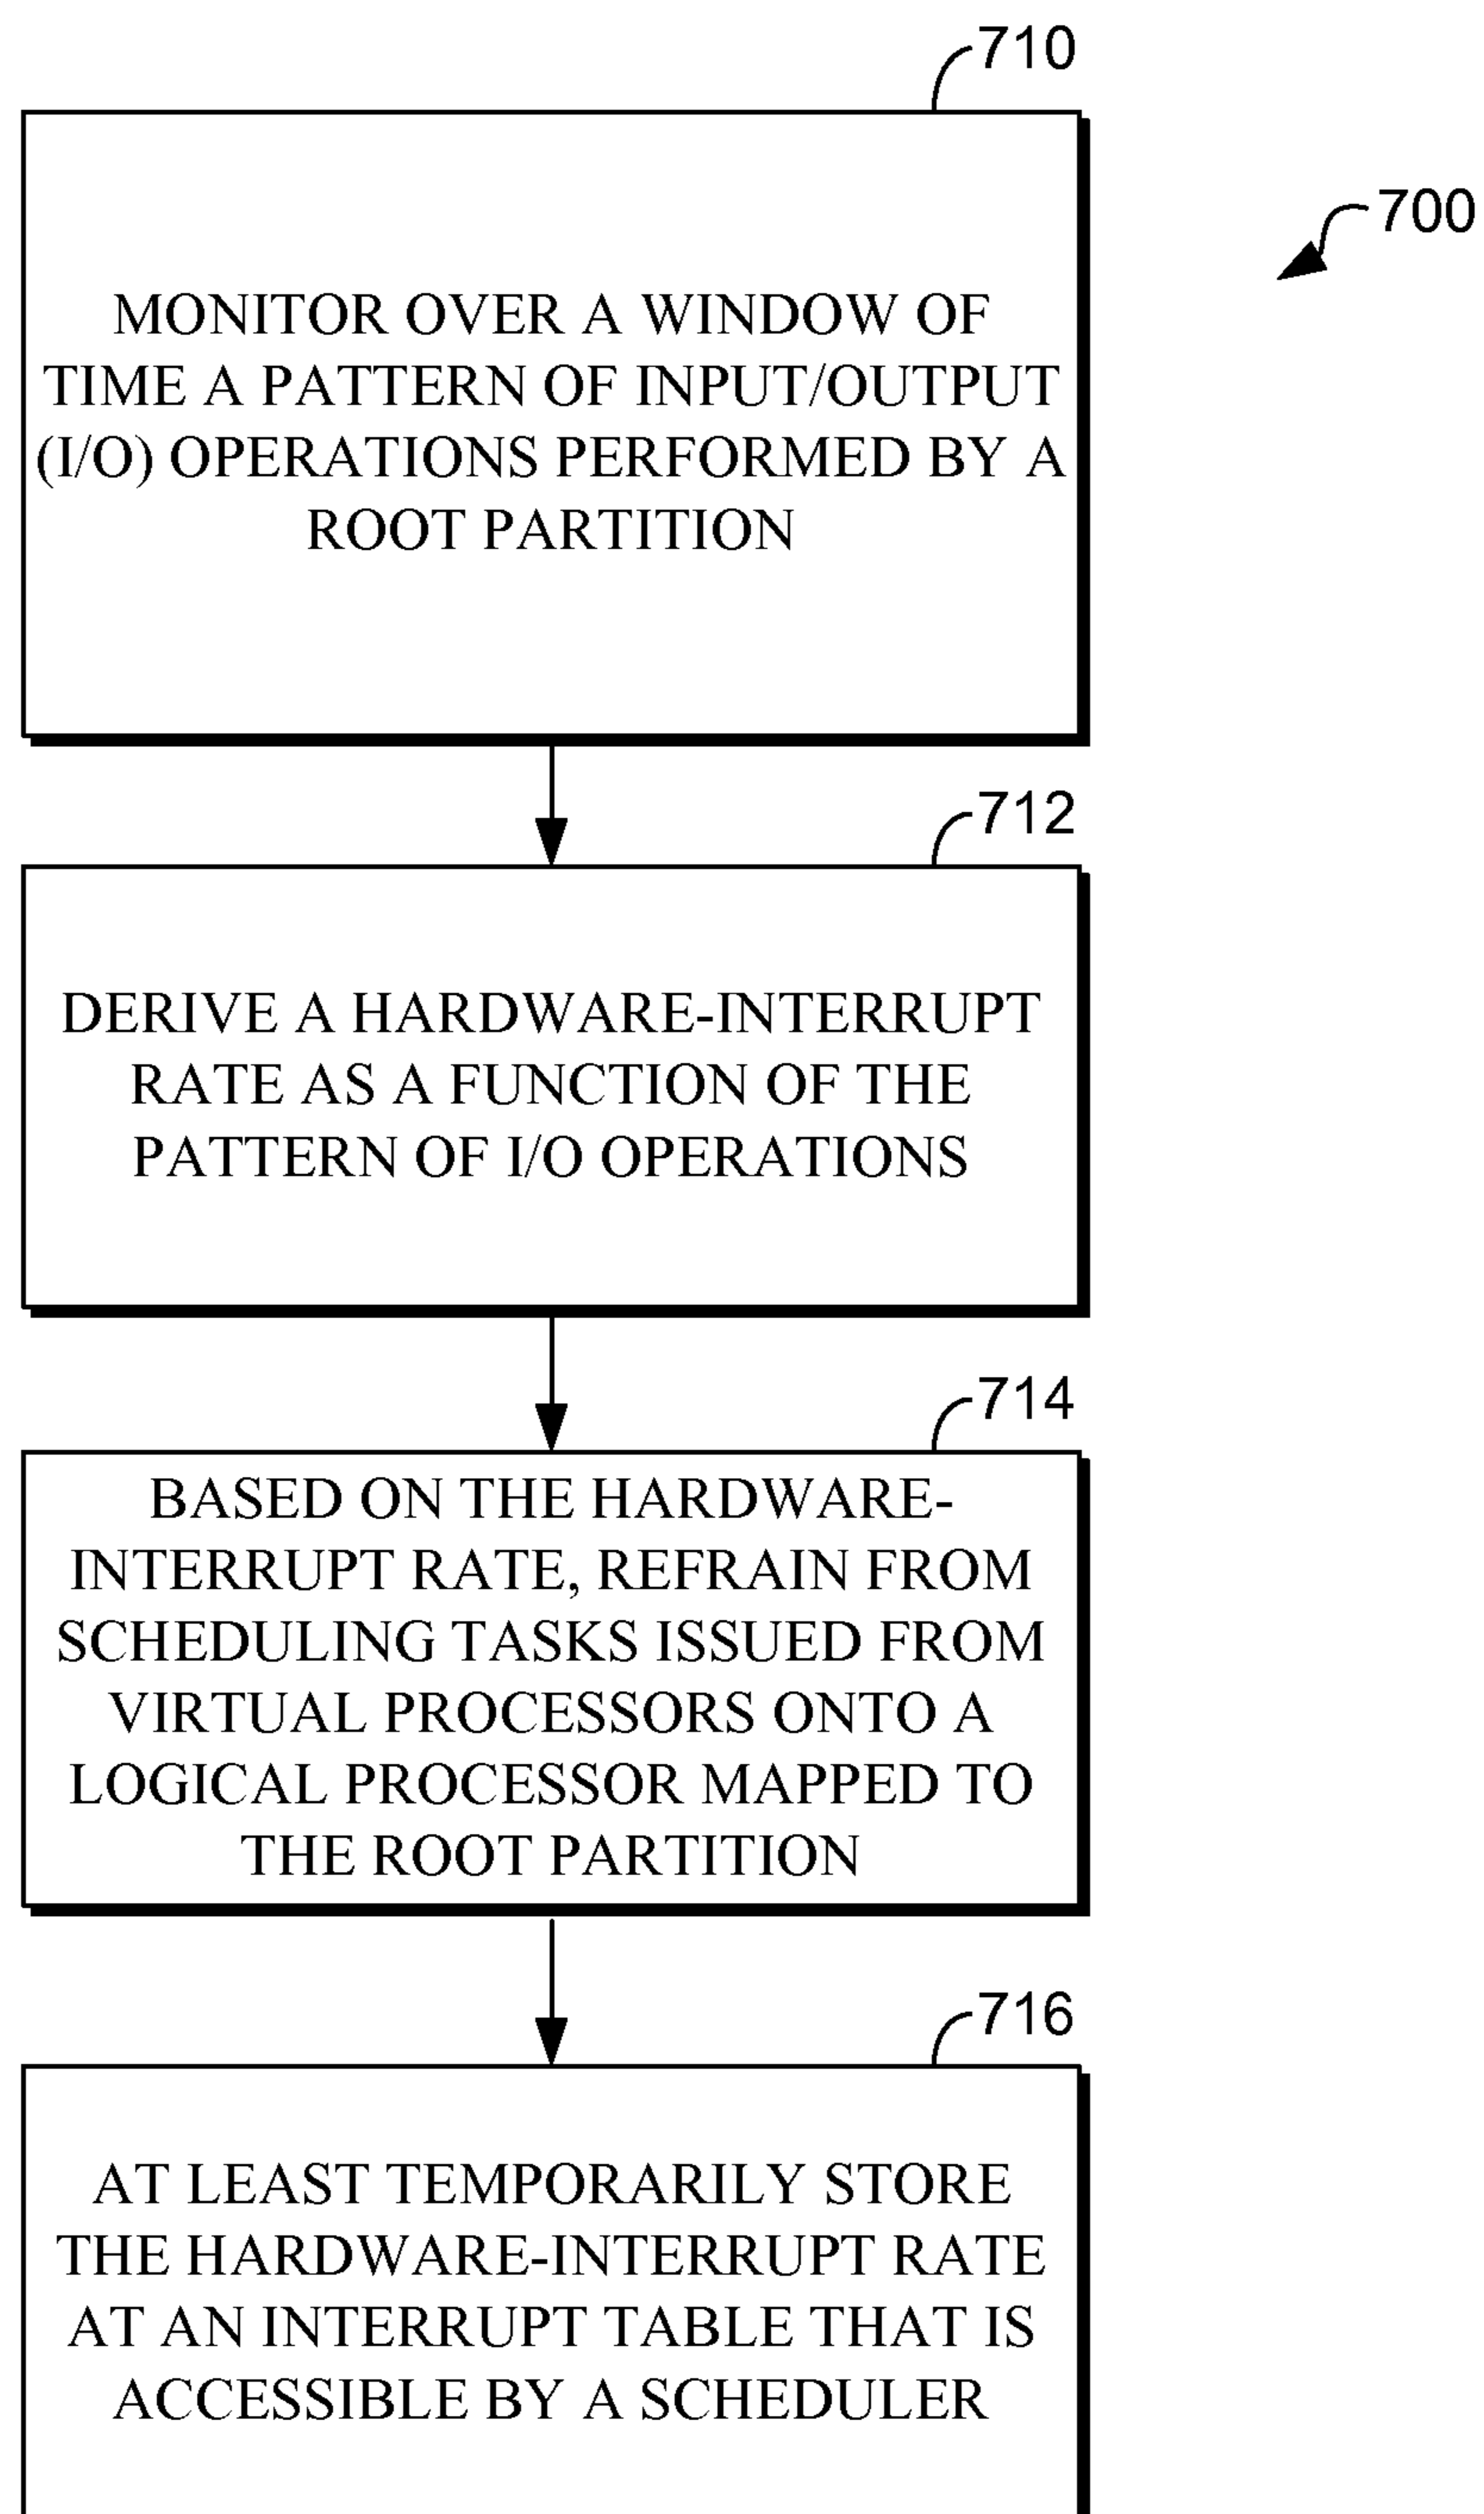 710
700
MONITOR OVER A WINDOW OF
TIME A PATTERN OF INPUT/OUTPUT
(I/O) OPERATIONS PERFORMED BY A
ROOT PARTITION
712
DERIVE A HARDWARE-INTERRUPT
RATE AS A FUNCTION OF THE
PATTERN OF I/O OPERATIONS
714
BASED ON THE HARDWARE-
INTERRUPT RATE, REFRAIN FROM
SCHEDULING TASKS ISSUED FROM
VIRTUAL PROCESSORS ONTO A
LOGICAL PROCESSOR MAPPED TO
THE ROOT PARTITION
716
AT LEAST TEMPORARILY STORE
THE HARDWARE-INTERRUPT RATE
AT AN INTERRUPT TABLE THAT IS
ACCESSIBLE BY A SCHEDULER